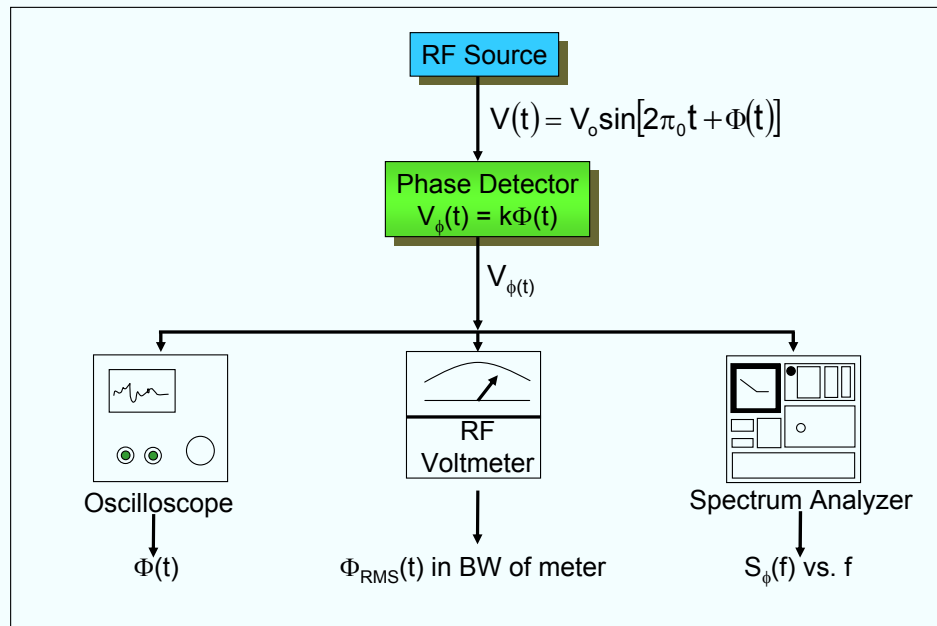 RF Source
V(t) = Vₒsin[2π₀t + Φ(t)]
Phase Detector
V_ϕ(t) = kΦ(t)
V_ϕ(t)
RF
Voltmeter
Oscilloscope
Spectrum Analyzer
Φ(t)
Φ_RMS(t) in BW of meter
S_ϕ(f) vs. f